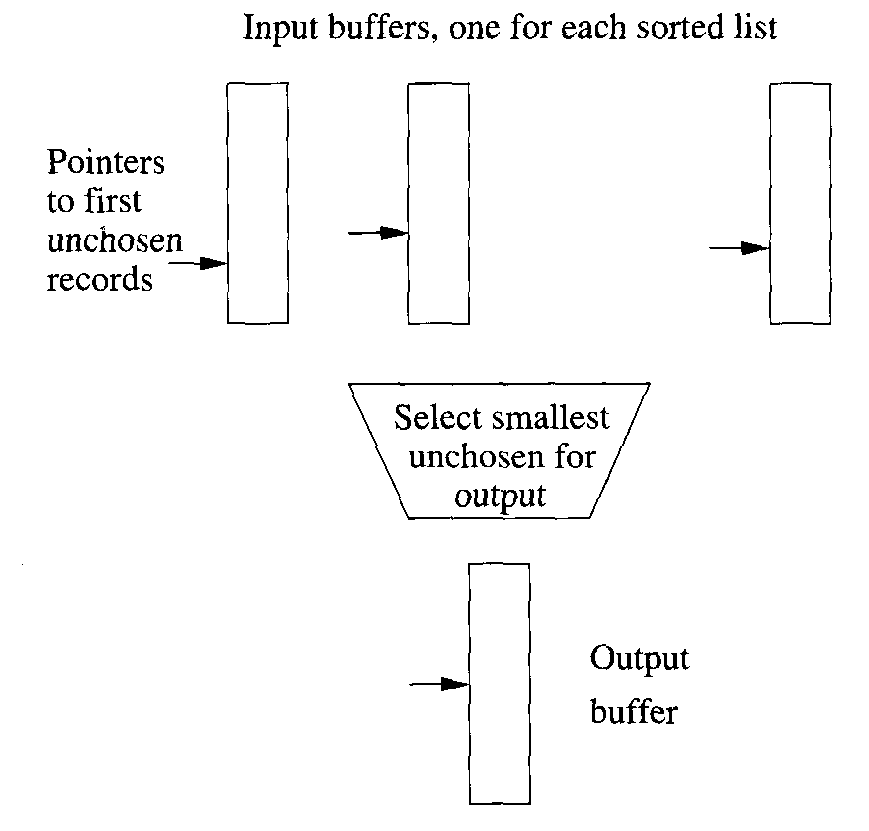 Input buffers, one for each sorted list
Pointers
to first
unchosen
records
Select smallest
unchosen for
output
Output
buffer